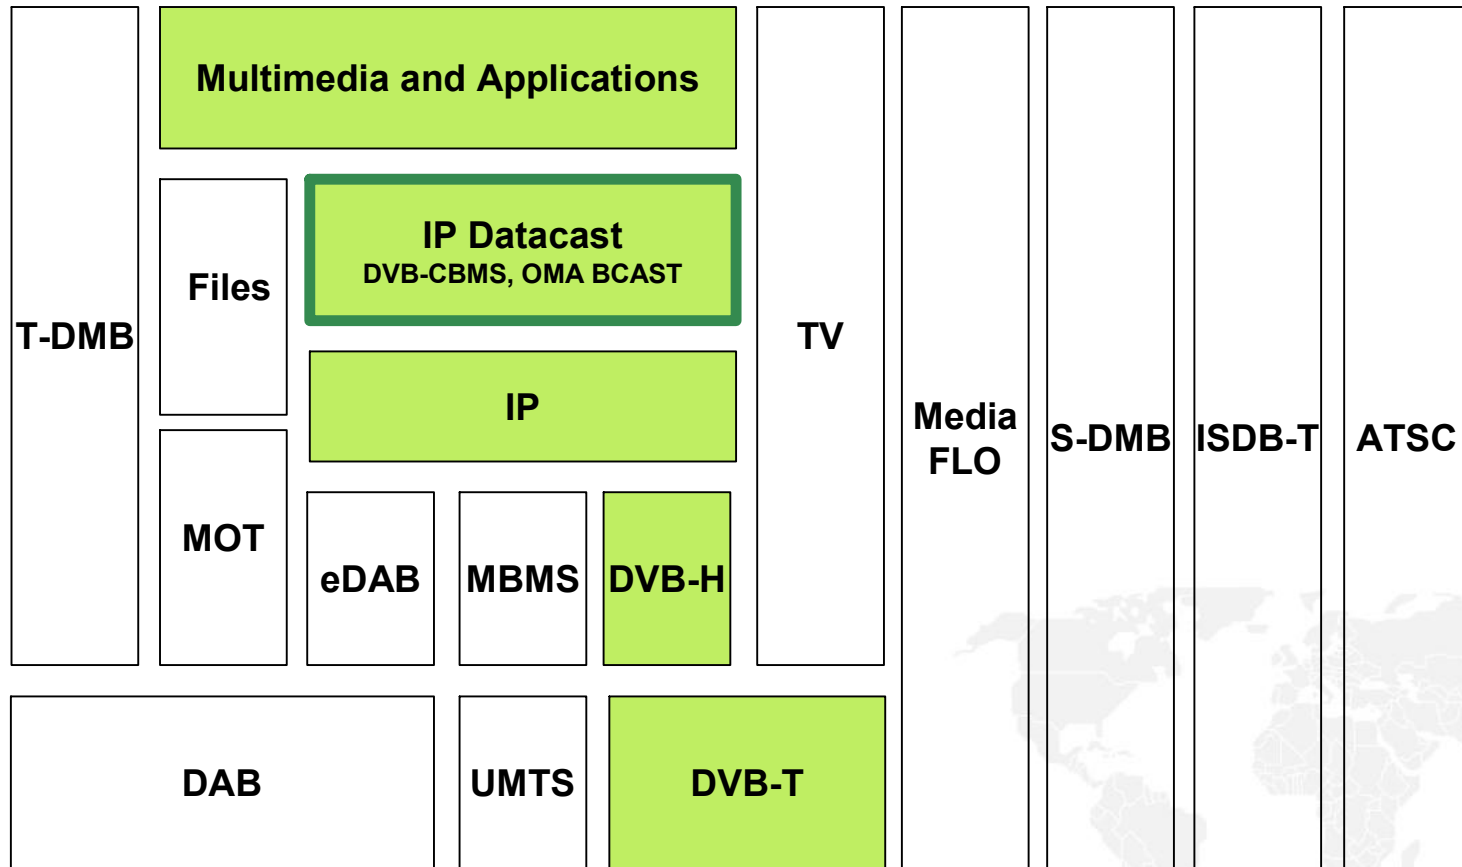 Multimedia and Applications
IP Datacast
DVB-CBMS, OMA BCAST
Files
T-DMB
TV
IP
Media
FLO
S-DMB
ISDB-T
ATSC
MOT
eDAB
MBMS
DVB-H
DAB
UMTS
DVB-T